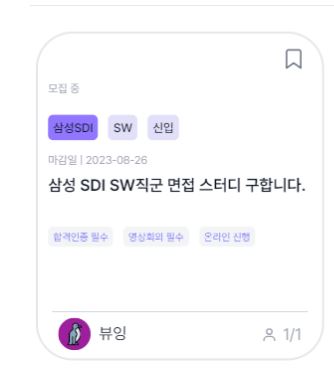 모집 중
삼성SDI SW 신입
마감일 | 2023-08-26
삼성 SDI SW직군 면접 스터디 구합니다.
합격인증 필수 영상회의 필수 온라인 진행
뷰잉 1/1